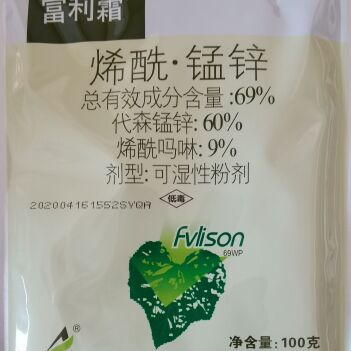 富利霜
烯酰·锰锌
总有效成分含量:69%
代森锰锌:60%
烯酰吗啉:9%
剂型:可湿性粉剂
202004161552SYQA
低毒
Fvlison
69WP
®
净含量:100克